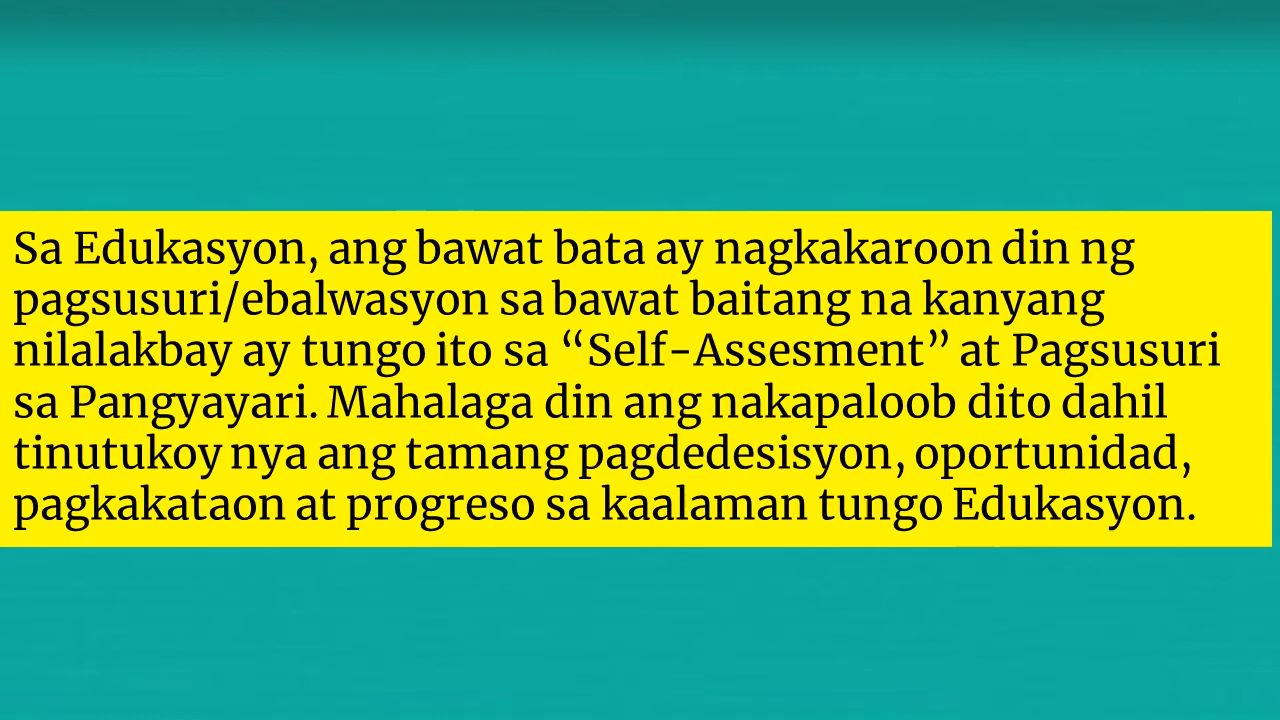 Sa Edukasyon, ang bawat bata ay nagkakaroon din ng
pagsusuri/ebalwasyon sa bawat baitang na kanyang
nilalakbay ay tungo ito sa “Self-Assesment” at Pagsusuri
sa Pangyayari. Mahalaga din ang nakapaloob dito dahil
tinutukoy nya ang tamang pagdedesisyon, oportunidad,
pagkakataon at progreso sa kaalaman tungo Edukasyon.